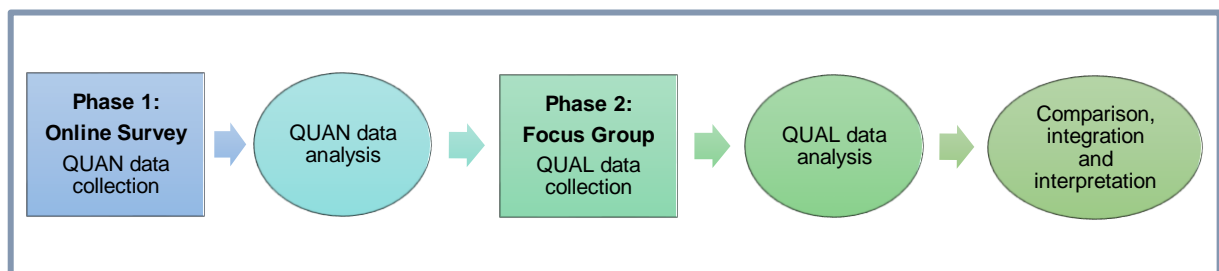 Phase 1:
Online Survey
QUAN data
collection
QUAN data
analysis
Phase 2:
Focus Group
QUAL data
collection
QUAL data
analysis
Comparison,
integration
and
interpretation